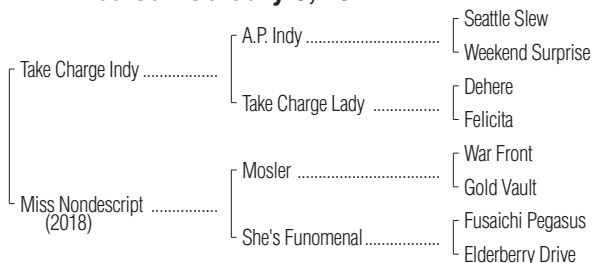 Take Charge Indy .................
Miss Nondescript ...............
(2018)
A.P. Indy ..................................
Take Charge Lady .................
Mosler ....................................
She's Funomenal...................
Seattle Slew
Weekend Surprise
Dehere
Felicita
War Front
Gold Vault
Fusaichi Pegasus
Elderberry Drive